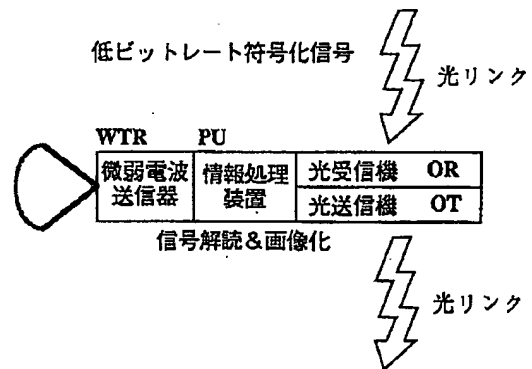 低ビットレート符号化信号
光リンク
WTR PU
微弱電波
送信器
情報処理
装置
光受信機 OR
光送信機 OT
信号解読&画像化
光リンク